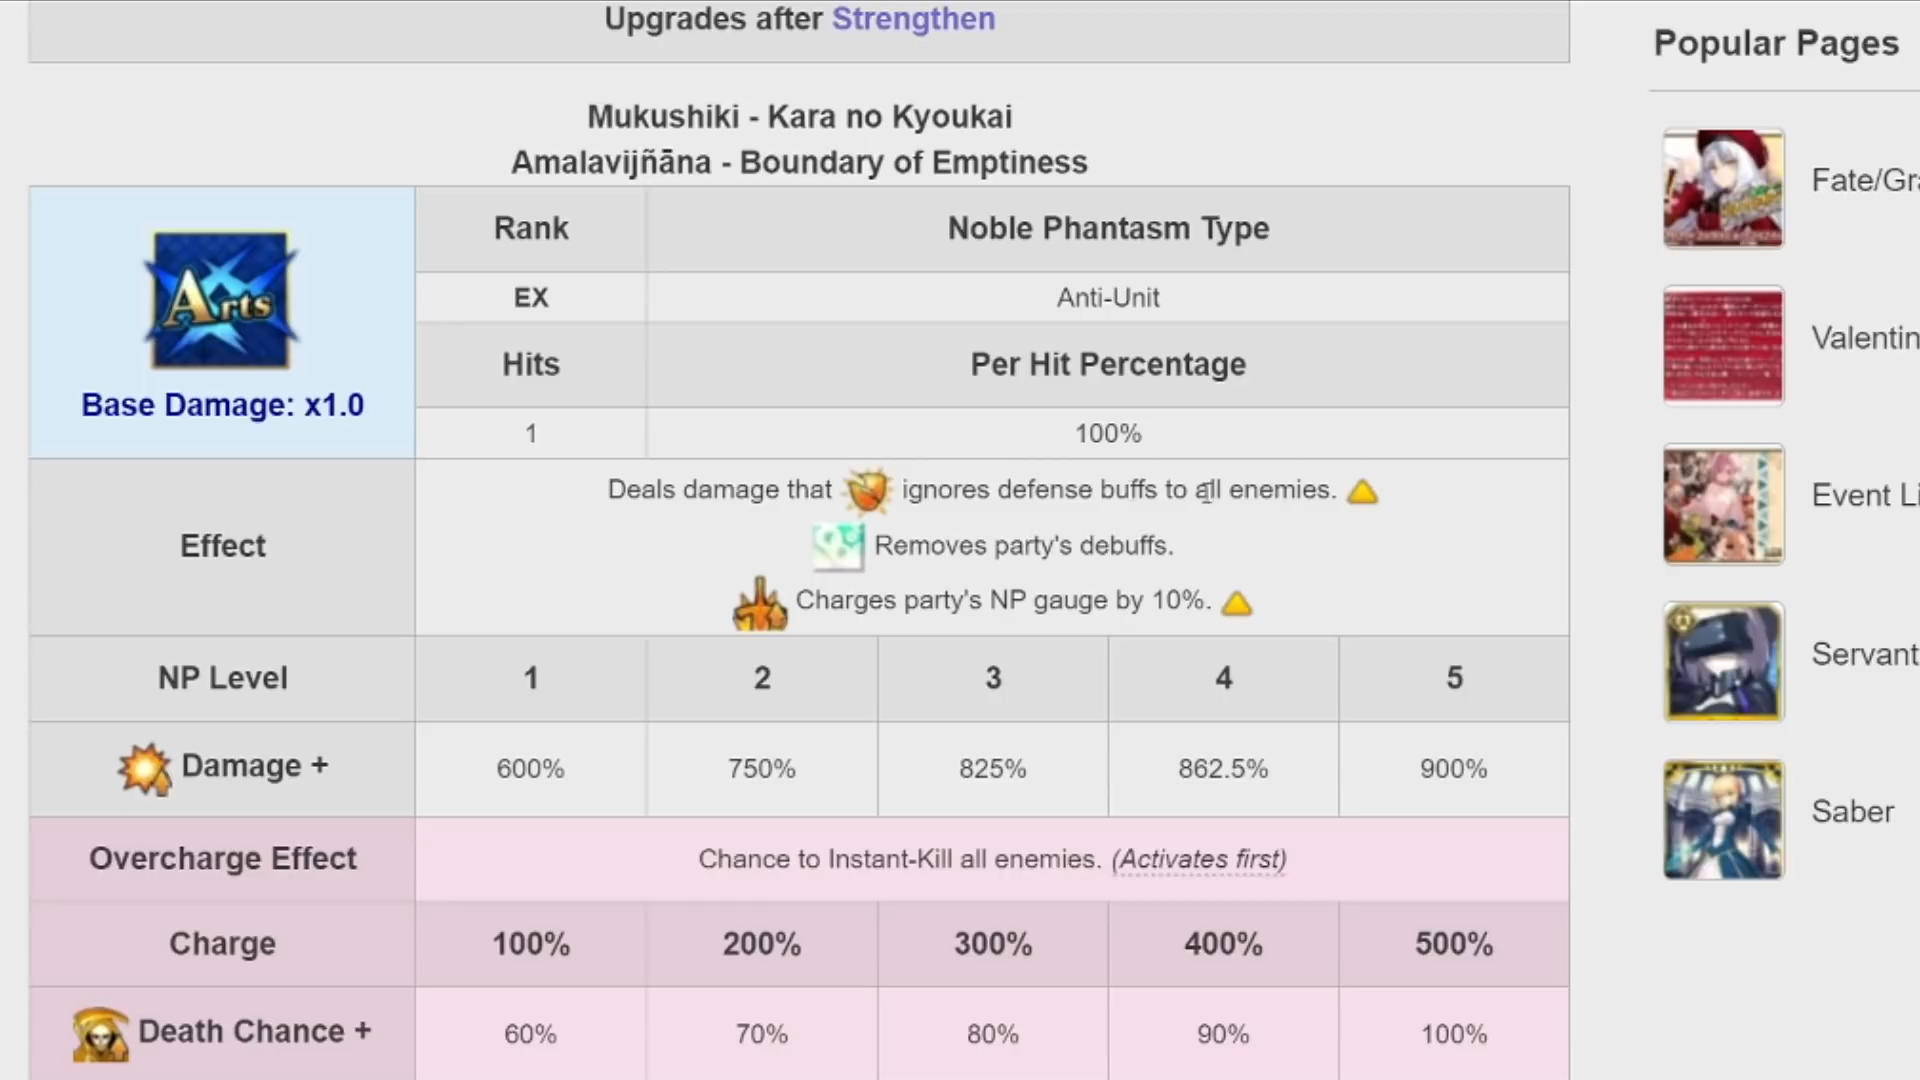 Upgrades after Strengthen
Mukushiki - Kara no Kyoukai
Amalavijñāna - Boundary of Emptiness
Arts
Base Damage: x1.0
Rank
Noble Phantasm Type
EX
Anti-Unit
Hits
Per Hit Percentage
1
100%
Effect
Deals damage that ignores defense buffs to all enemies.
Removes party's debuffs.
Charges party's NP gauge by 10%.
NP Level
1
2
3
4
5
Damage +
600%
750%
825%
862.5%
900%
Overcharge Effect
Chance to Instant-Kill all enemies. (Activates first)
Charge
100%
200%
300%
400%
500%
Death Chance +
60%
70%
80%
90%
100%
Popular Pages
Fate/Gra
Valentin
Event Li
Servant
Saber